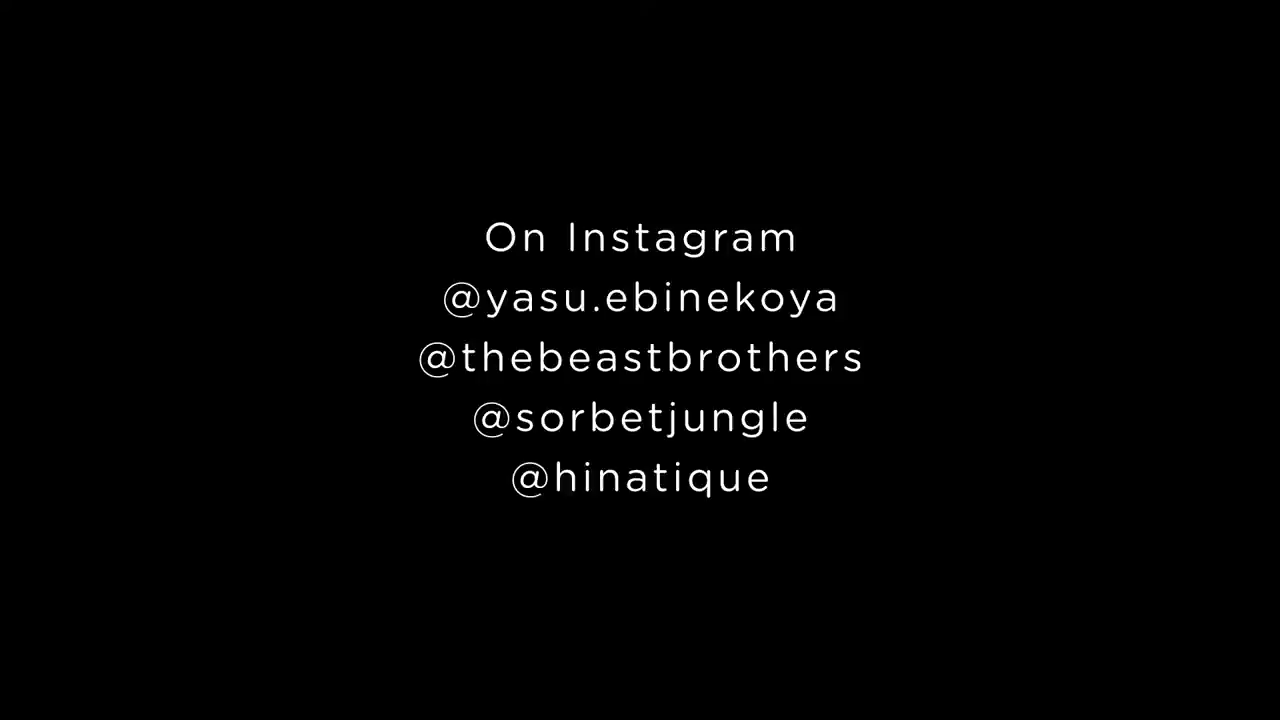 On Instagram
@yasu.ebinekoya
@thebeastbrothers
@sorbetjungle
@hinatique